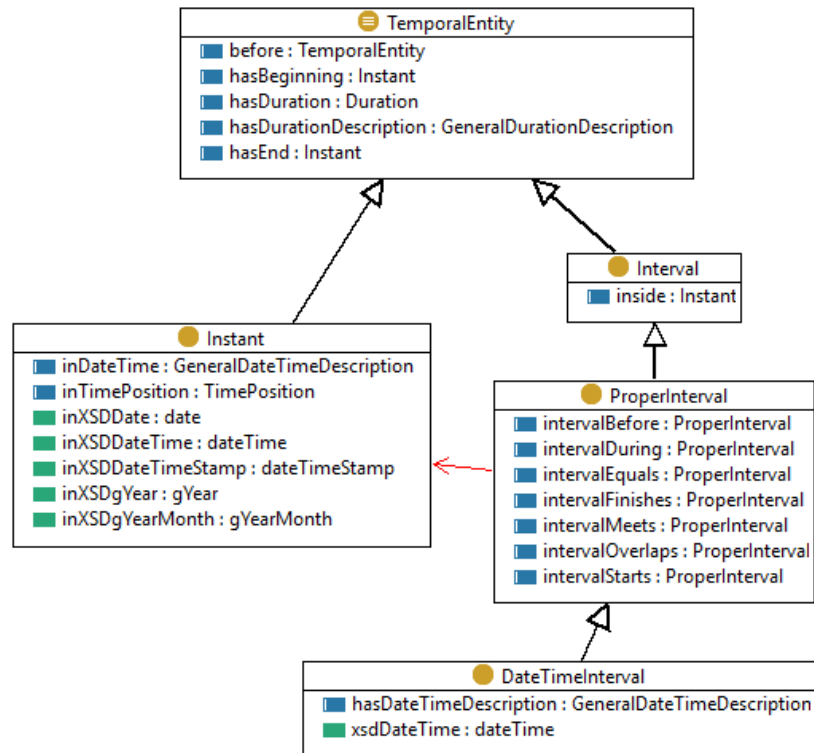 TemporalEntity
before : TemporalEntity
hasBeginning : Instant
hasDuration : Duration
hasDurationDescription : GeneralDurationDescription
hasEnd : Instant
Interval
inside : Instant
Instant
inDateTime : GeneralDateTimeDescription
inTimePosition : TimePosition
inXSDDate : date
inXSDDateTime : dateTime
inXSDDateTimeStamp : dateTimeStamp
inXSDgYear : gYear
inXSDgYearMonth : gYearMonth
ProperInterval
intervalBefore : ProperInterval
intervalDuring : ProperInterval
intervalEquals : ProperInterval
intervalFinishes : ProperInterval
intervalMeets : ProperInterval
intervalOverlaps : ProperInterval
intervalStarts : ProperInterval
DateTimeInterval
hasDateTimeDescription : GeneralDateTimeDescription
xsdDateTime : dateTime